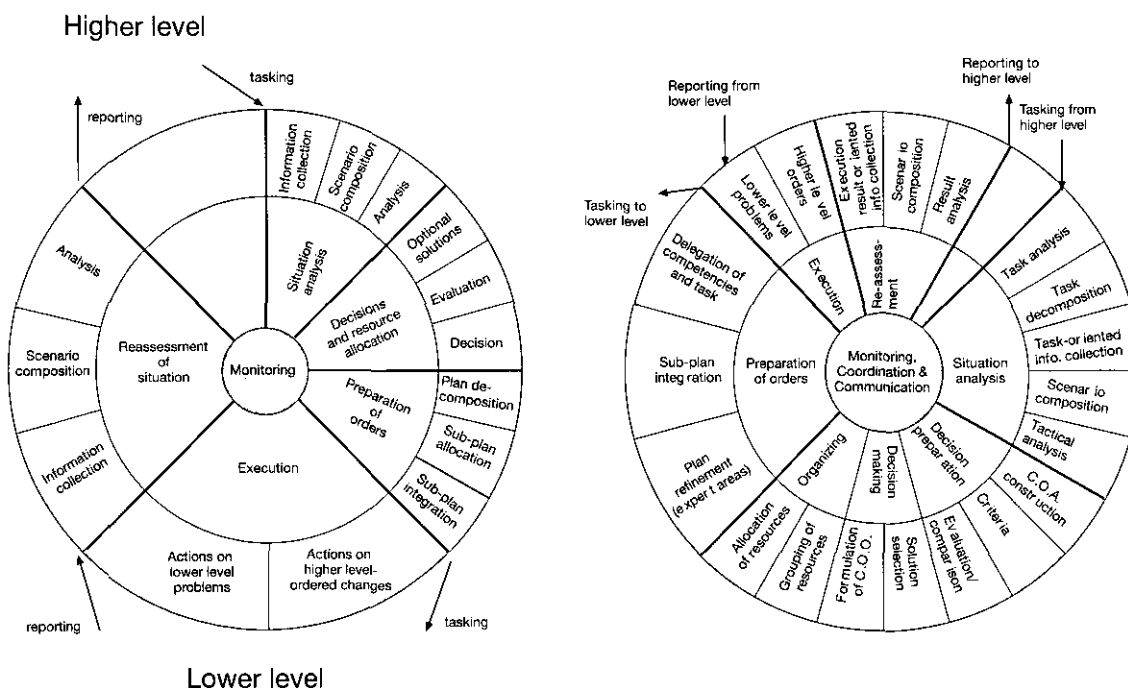 Higher level
tasking
reporting
Information
collection
Scenario
composition
Analysis
Optional
solutions
Evaluation
Decision
Plan de-
composition
Sub-plan
allocation
Sub-plan
integration
Actions on
higher level-
ordered changes
Actions on
lower level
problems
Information
collection
Scenario
composition
Analysis
Situation
analysis
Decisions
and resource
allocation
Preparation
of
orders
Execution
Reassessment
of
situation
Monitoring
reporting
tasking
Lower level
Reporting to
higher level
Reporting from
lower level
Tasking from
higher level
Tasking to
lower level
Lower level
problems
Higher le vel
orders
Execution
result or iented
info collection
Scenar io
composition
Result
analysis
Task analysis
Task
decomposition
Task-or iented
info. collection
Scenar io
composition
Tactical
analysis
C.O.A.
construction
Criteria
Evaluation/
compar ison
Solution
selection
For mulation
of C.O.O.
Grouping of
resources
Allocation
of resources
Plan
refinement
(e xper t areas)
Sub-plan
integ ration
Delegation of
competencies
and task
Execution
Re-assess-
ment
Situation
analysis
Decision
preparation
Decision
making
Organizing
Preparation
of orders
Monitoring,
Coordination &
Communication